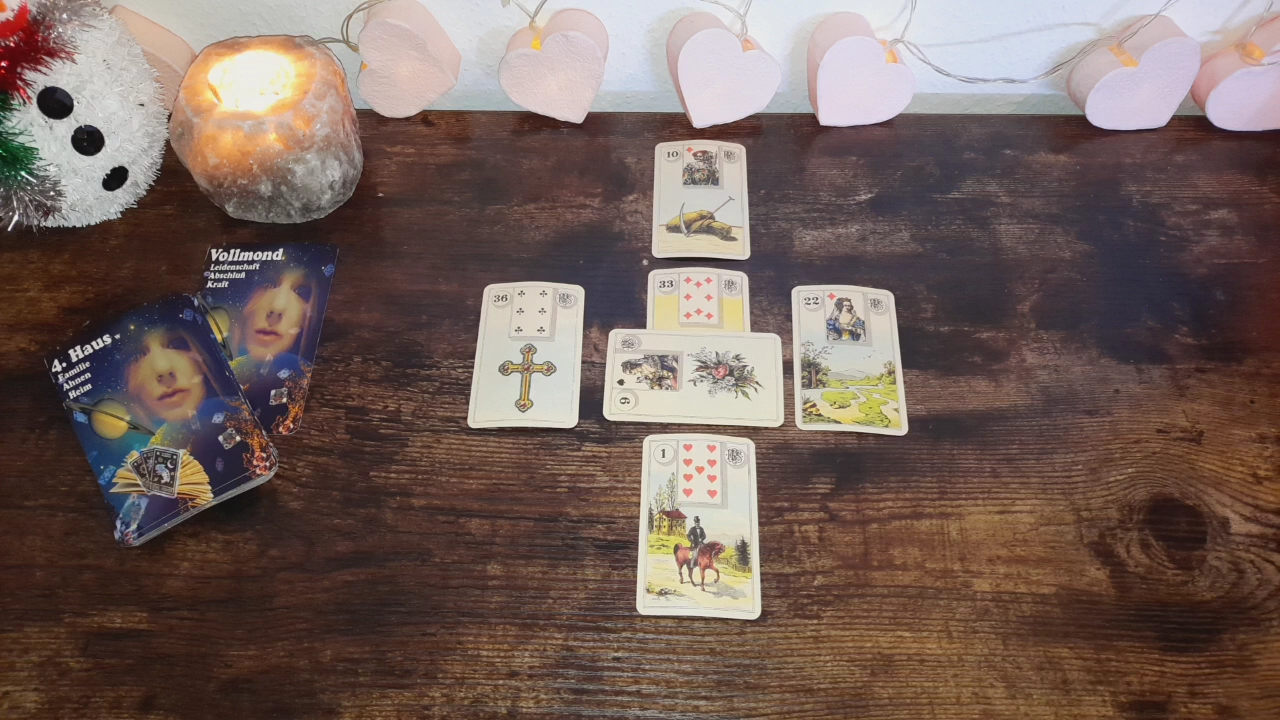 10
Vollmond
Leidenschaft
Abschluß
Kraft
36
33
22
4. Haus
Familie
Ahnen
Heim
9
1